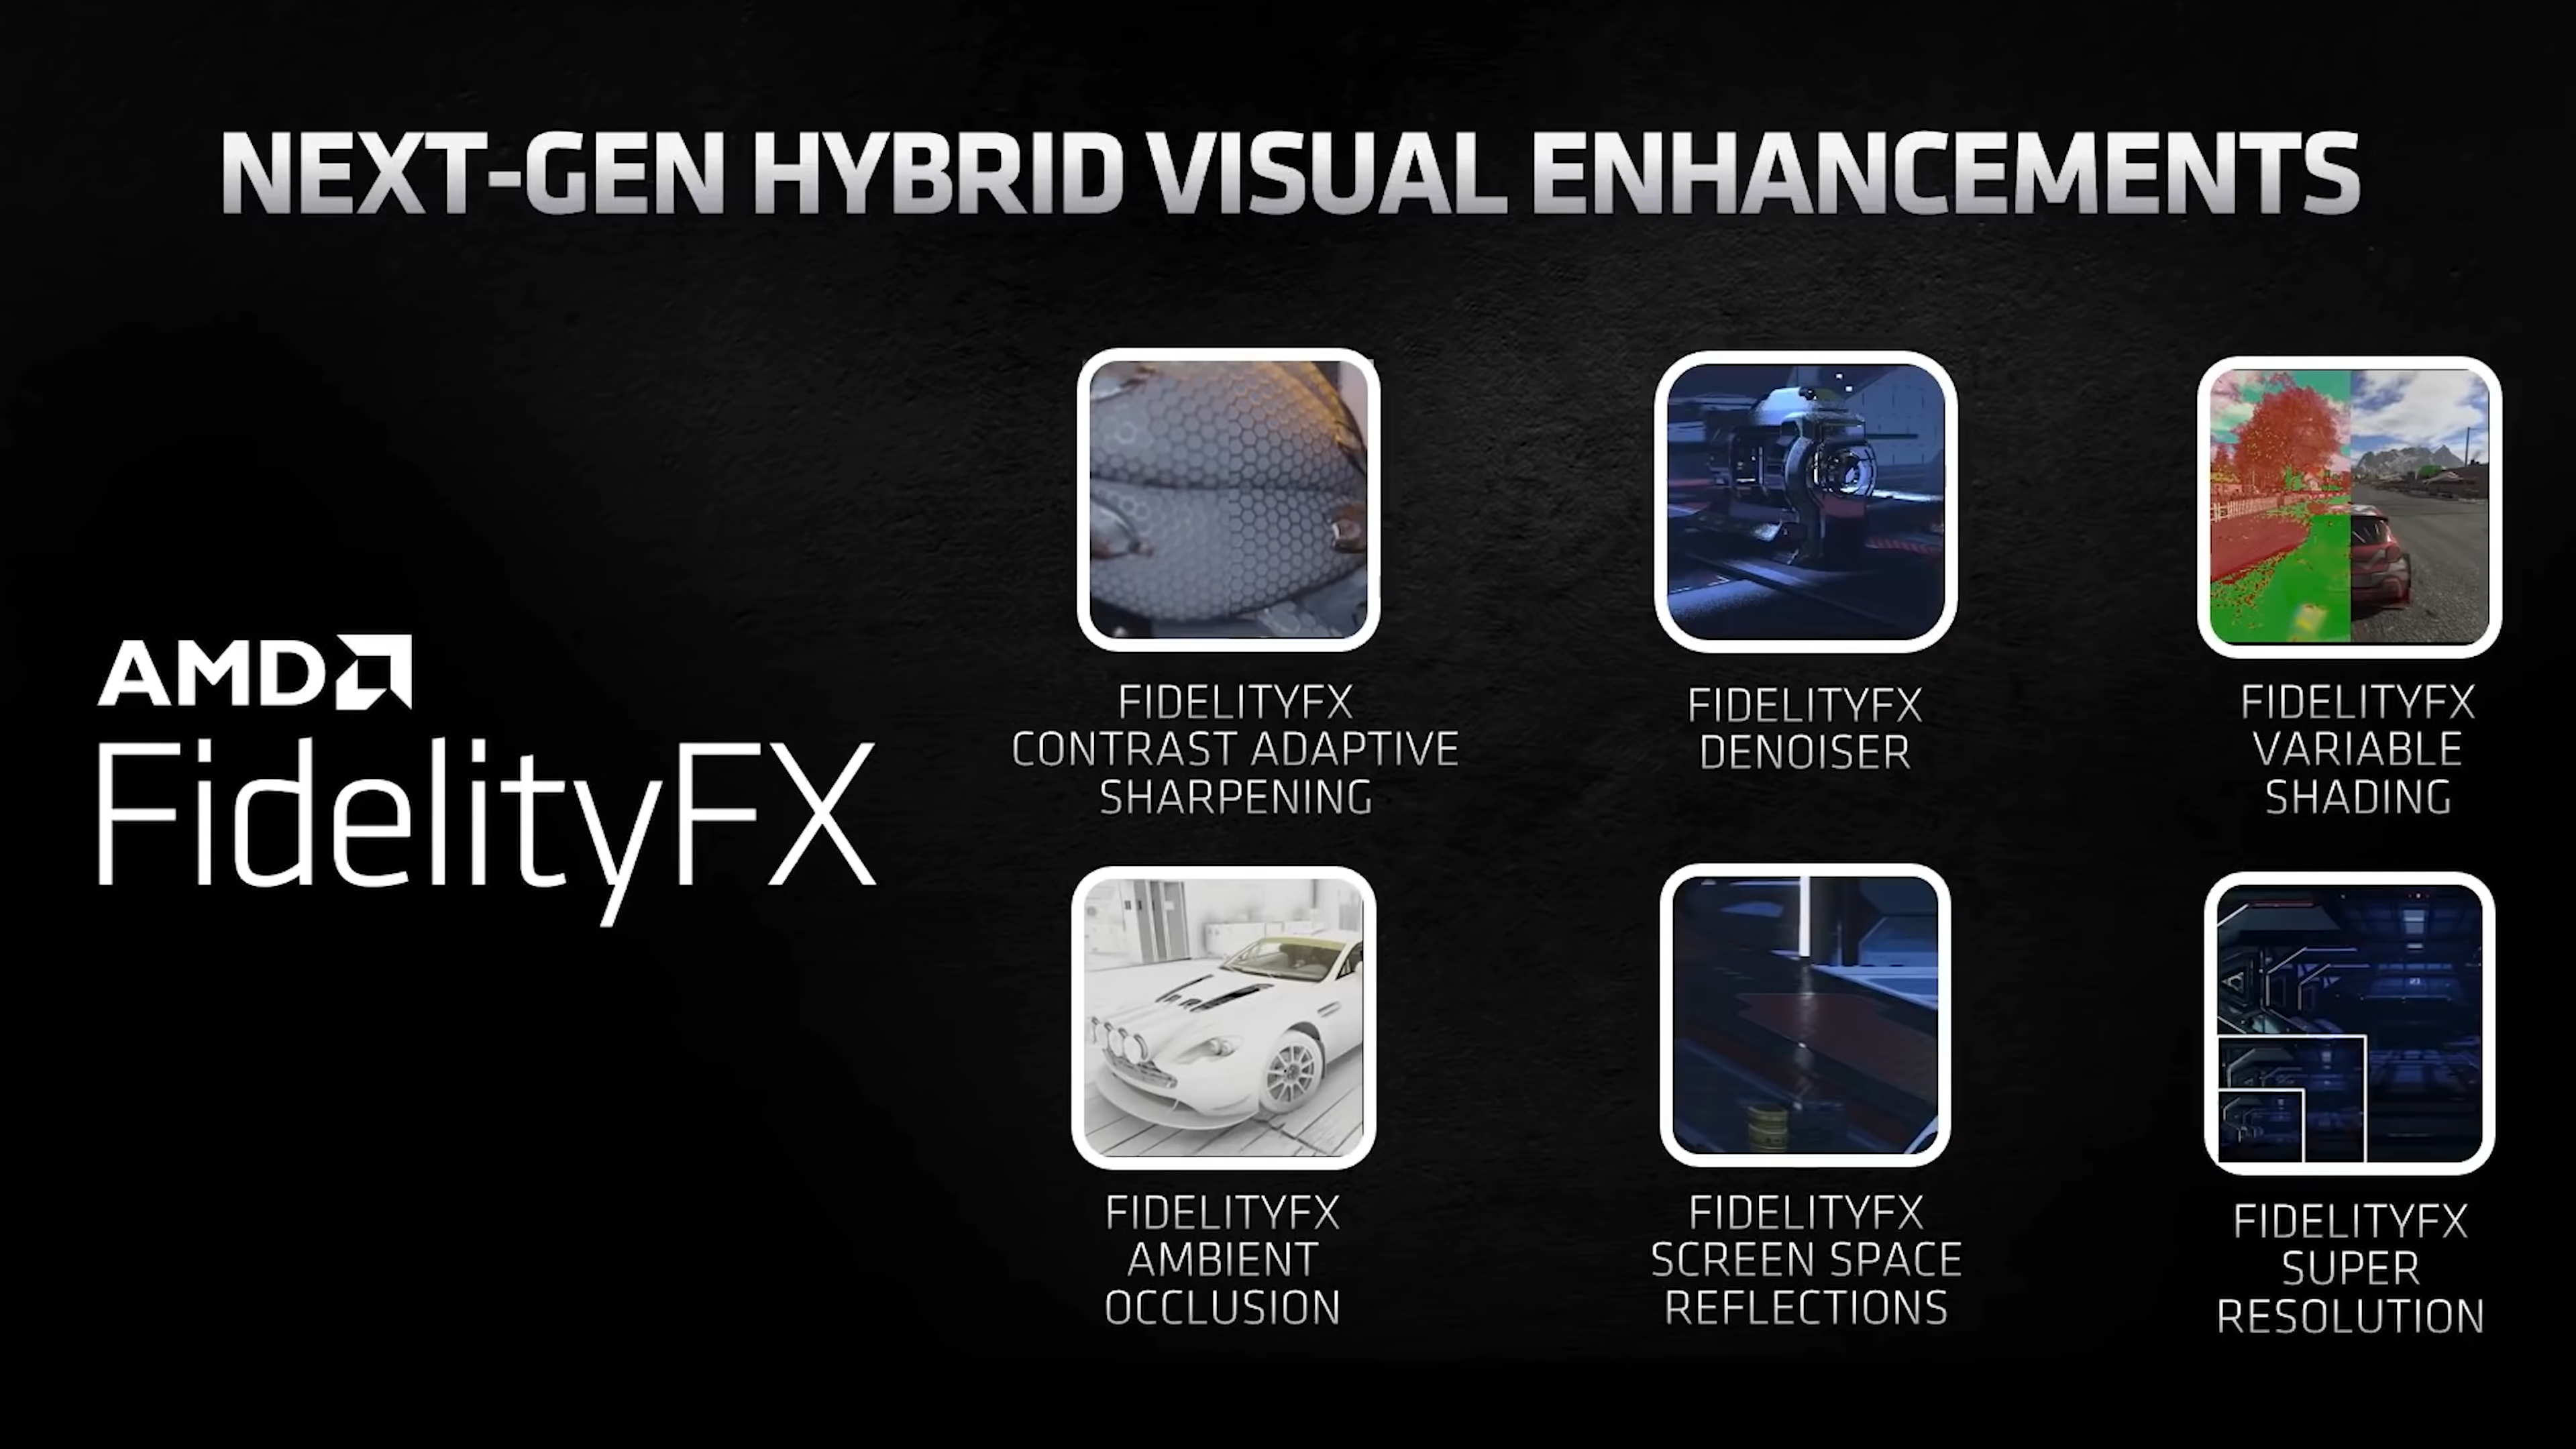 NEXT-GEN HYBRID VISUAL ENHANCEMENTS
AMD
FidelityFX
FIDELITYFX
CONTRAST ADAPTIVE
SHARPENING
FIDELITYFX
DENOISER
FIDELITYFX
VARIABLE
SHADING
FIDELITYFX
AMBIENT
OCCLUSION
FIDELITYFX
SCREEN SPACE
REFLECTIONS
FIDELITYFX
SUPER
RESOLUTION